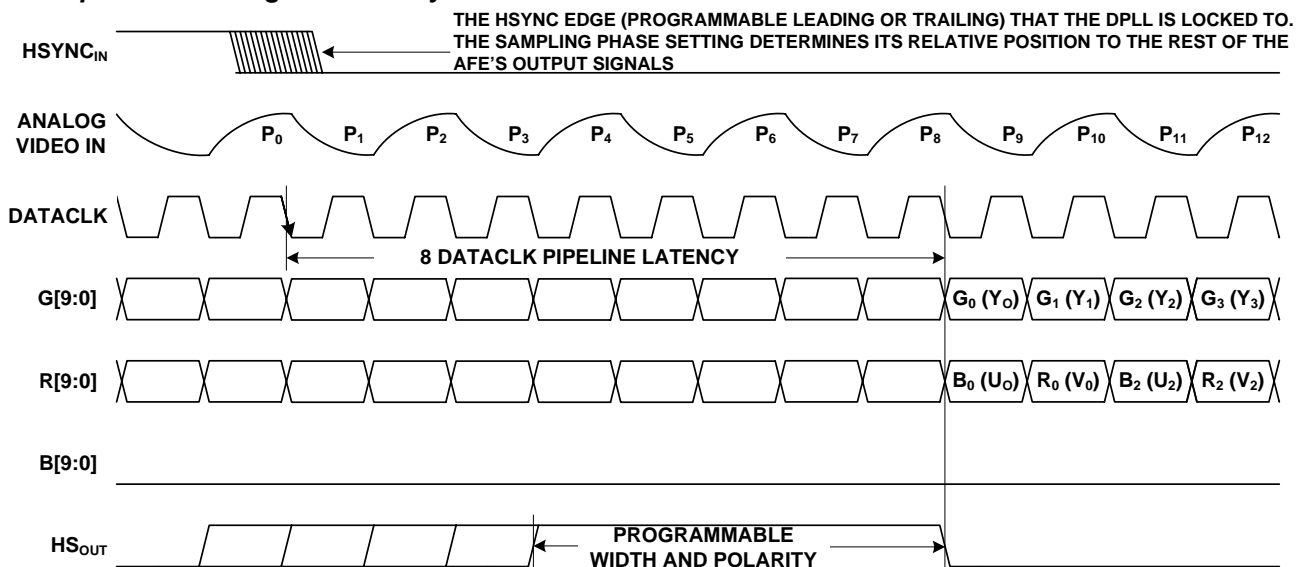 THE HSYNC EDGE (PROGRAMMABLE LEADING OR TRAILING) THAT THE DPLL IS LOCKED TO.
THE SAMPLING PHASE SETTING DETERMINES ITS RELATIVE POSITION TO THE REST OF THE
AFE'S OUTPUT SIGNALS
HSYNCIN
ANALOG
VIDEO IN
P0 P1 P2 P3 P4 P5 P6 P7 P8 P9 P10 P11 P12
DATACLK
8 DATACLK PIPELINE LATENCY
G[9:0]
G0 (YO) G1 (Y1) G2 (Y2) G3 (Y3)
R[9:0]
B0 (UO) R0 (V0) B2 (U2) R2 (V2)
B[9:0]
HSOUT
PROGRAMMABLE
WIDTH AND POLARITY